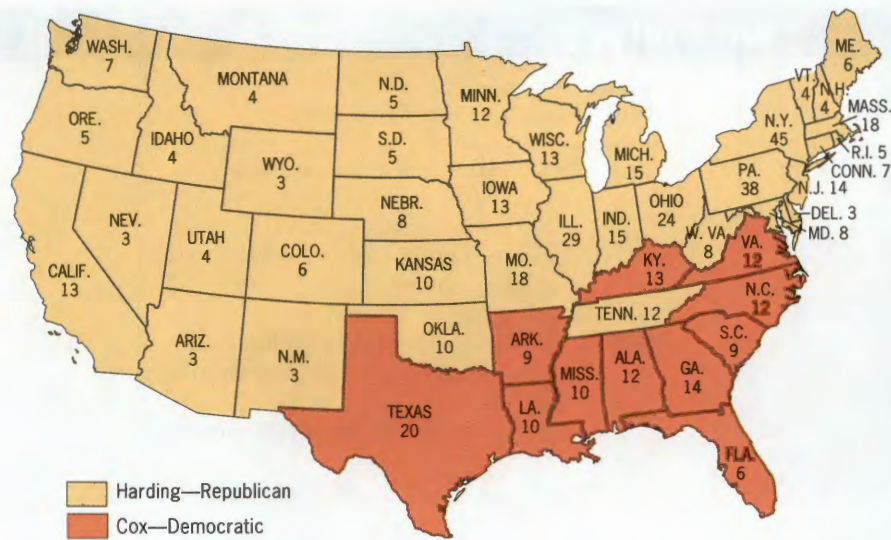 WASH.
7
ORE.
5
CALIF.
13
NEV.
3
IDAHO
4
MONTANA
4
WYO.
3
UTAH
4
COLO.
6
ARIZ.
3
N.M.
3
N.D.
5
S.D.
5
NEBR.
8
KANSAS
10
OKLA.
10
TEXAS
20
MINN.
12
IOWA
13
MO.
18
ARK.
9
LA.
10
WISC.
13
ILL.
29
MICH.
15
IND.
15
OHIO
24
KY.
13
TENN. 12
MISS.
10
ALA.
12
GA.
14
FLA.
6
S.C.
9
N.C.
12
VA.
12
W. VA
8
PA.
38
N.Y.
45
VT.
4
N.H.
4
ME.
6
MASS.
18
R.I. 5
CONN. 7
N.J. 14
DEL. 3
MD. 8
Harding—Republican
Cox—Democratic